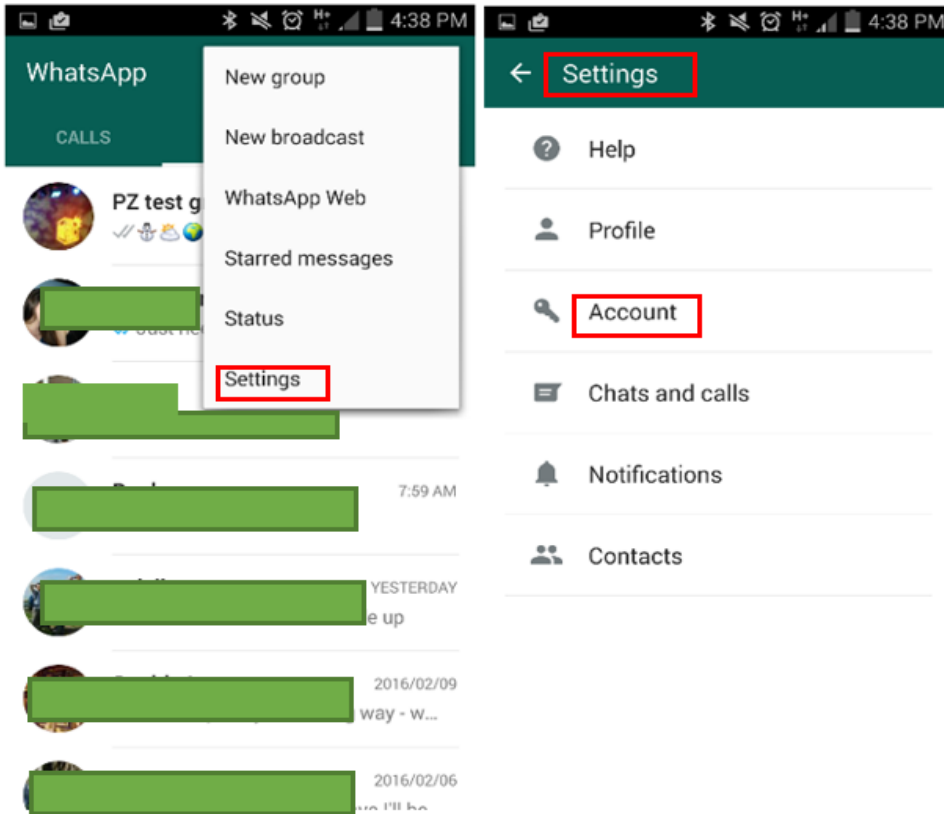 H+ 4:38 PM
WhatsApp
CALLS
New group
New broadcast
WhatsApp Web
Starred messages
Status
Settings
PZ test g
7:59 AM
YESTERDAY
e up
2016/02/09
way - w...
2016/02/06
I'll be
H+ 4:38 PM
Settings
Help
Profile
Account
Chats and calls
Notifications
Contacts